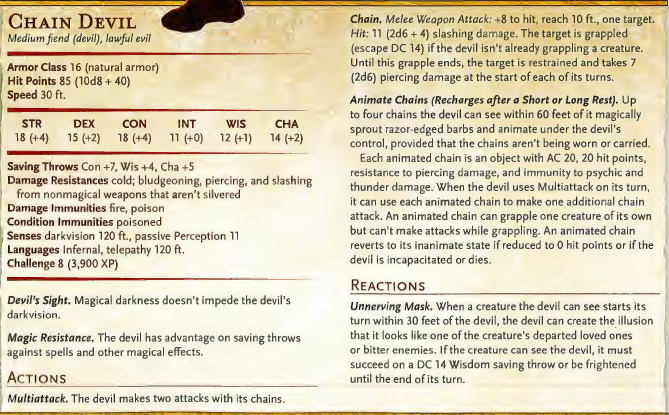 CHAIN DEVIL
Medium fiend (devil), lawful evil
Armor Class 16 (natural armor)
Hit Points 85 (10d8 + 40)
Speed 30 ft.
STR DEX CON INT WIS CHA
18 (+4) 15 (+2) 18 (+4) 11 (+0) 12 (+1) 14 (+2)
Saving Throws Con +7, Wis +4, Cha +5
Damage Resistances cold; bludgeoning, piercing, and slashing
from nonmagical weapons that aren't silvered
Damage Immunities fire, poison
Condition Immunities poisoned
Senses darkvision 120 ft., passive Perception 11
Languages Infernal, telepathy 120 ft.
Challenge 8 (3,900 XP)
Devil's Sight. Magical darkness doesn't impede the devil's
darkvision.
Magic Resistance. The devil has advantage on saving throws
against spells and other magical effects.
ACTIONS
Multiattack. The devil makes two attacks with its chains.
Chain. Melee Weapon Attack: +8 to hit, reach 10 ft., one target.
Hit: 11 (2d6 + 4) slashing damage. The target is grappled
(escape DC 14) if the devil isn't already grappling a creature.
Until this grapple ends, the target is restrained and takes 7
(2d6) piercing damage at the start of each of its turns.
Animate Chains (Recharges after a Short or Long Rest). Up
to four chains the devil can see within 60 feet of it magically
sprout razor-edged barbs and animate under the devil's
control, provided that the chains aren't being worn or carried.
Each animated chain is an object with AC 20, 20 hit points,
resistance to piercing damage, and immunity to psychic and
thunder damage. When the devil uses Multiattack on its turn,
it can use each animated chain to make one additional chain
attack. An animated chain can grapple one creature of its own
but can't make attacks while grappling. An animated chain
reverts to its inanimate state if reduced to 0 hit points or if the
devil is incapacitated or dies.
REACTIONS
Unnerving Mask. When a creature the devil can see starts its
turn within 30 feet of the devil, the devil can create the illusion
that it looks like one of the creature's departed loved ones
or bitter enemies. If the creature can see the devil, it must
succeed on a DC 14 Wisdom saving throw or be frightened
until the end of its turn.